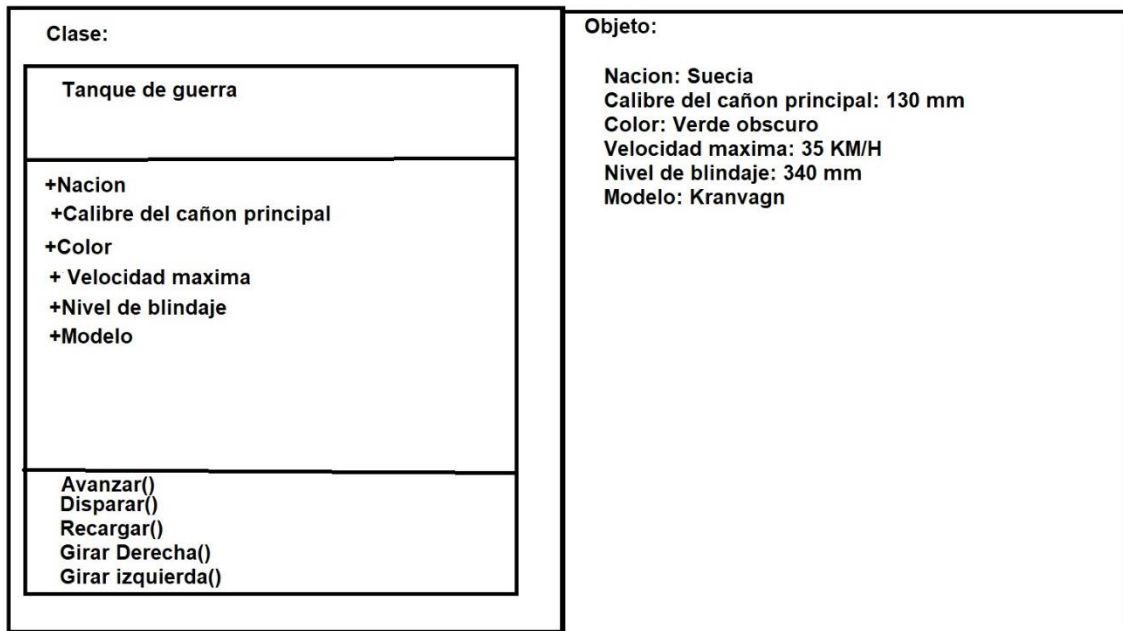 Clase:
Tanque de guerra
+Nacion
+Calibre del cañon principal
+Color
+ Velocidad maxima
+Nivel de blindaje
+Modelo
Avanzar()
Disparar()
Recargar()
Girar Derecha()
Girar izquierda()
Objeto:
Nacion: Suecia
Calibre del cañon principal: 130 mm
Color: Verde obscuro
Velocidad maxima: 35 KM/H
Nivel de blindaje: 340 mm
Modelo: Kranvagn